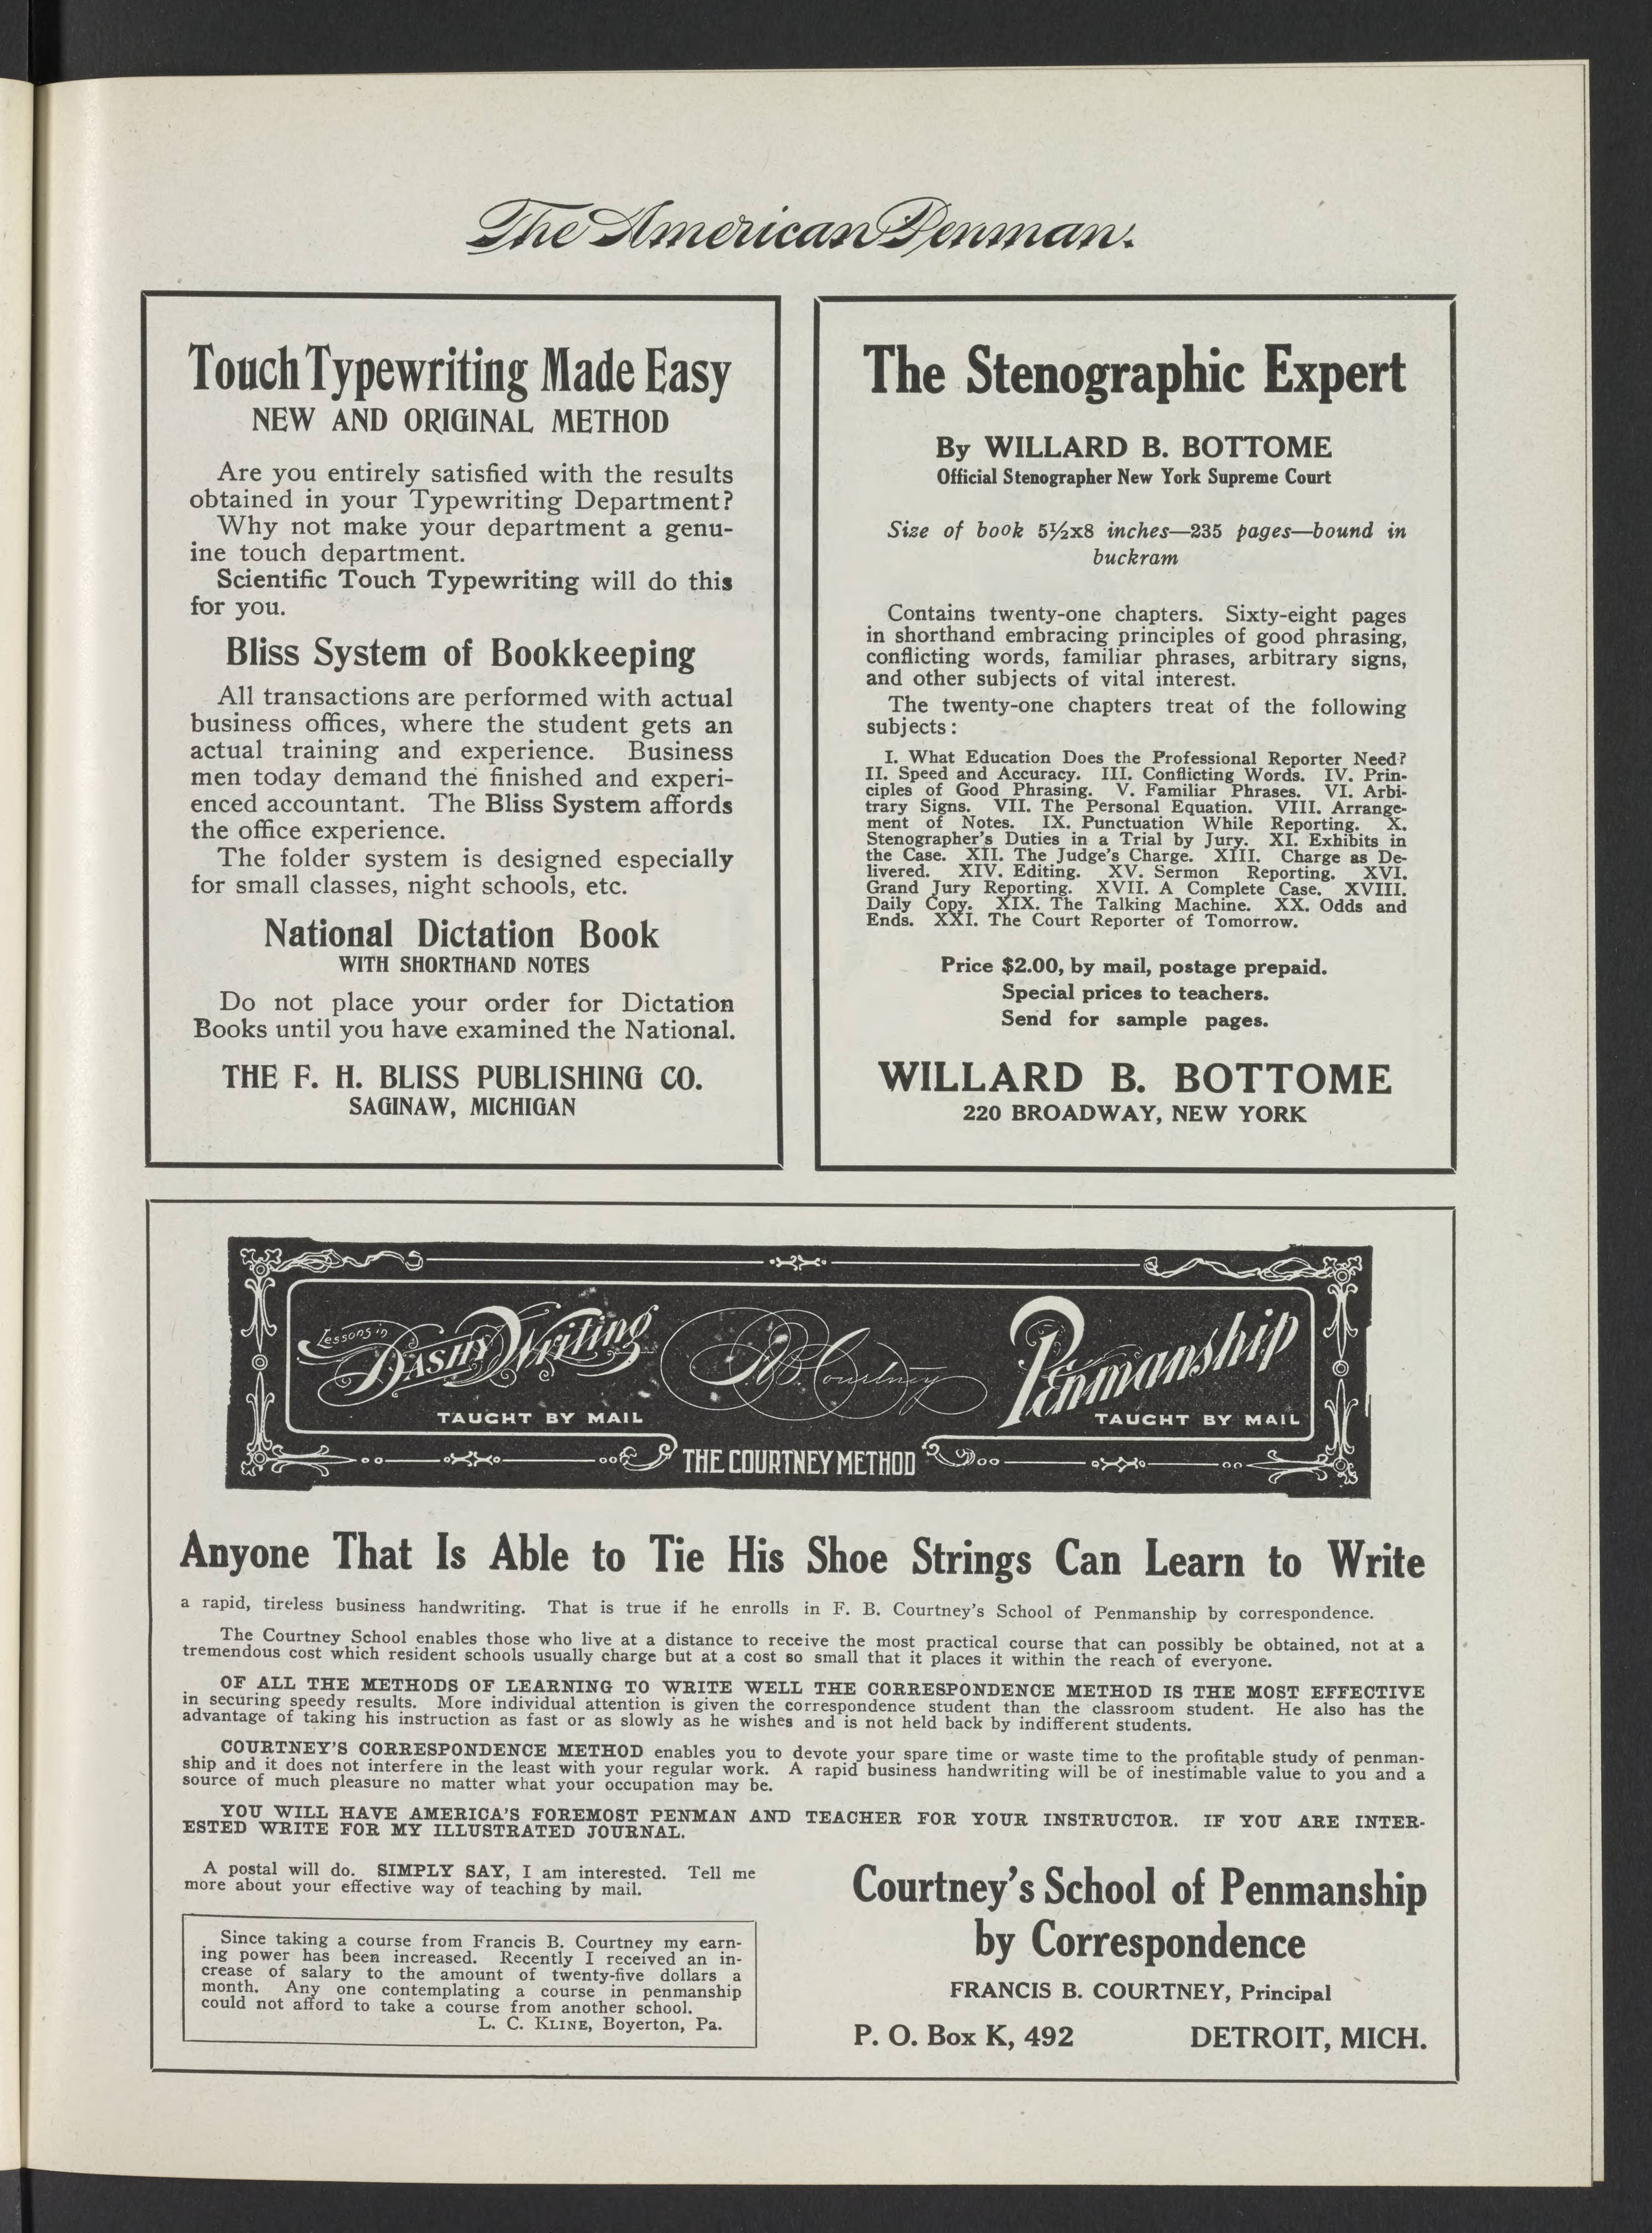 The American Penman.
Touch Typewriting Made Easy
NEW AND ORIGINAL METHOD
Are you entirely satisfied with the results
obtained in your Typewriting Department?
Why not make your department a genu-
ine touch department.
Scientific Touch Typewriting will do this
for you.
Bliss System of Bookkeeping
All transactions are performed with actual
business offices, where the student gets an
actual training and experience. Business
men today demand the finished and experi-
enced accountant. The Bliss System affords
the office experience.
The folder system is designed especially
for small classes, night schools, etc.
National Dictation Book
WITH SHORTHAND NOTES
Do not place your order for Dictation
Books until you have examined the National.
THE F. H. BLISS PUBLISHING CO.
SAGINAW, MICHIGAN
The Stenographic Expert
By WILLARD B. BOTTOME
Official Stenographer New York Supreme Court
Size of book 5½x8 inches—235 pages—bound in
buckram
Contains twenty-one chapters. Sixty-eight pages
in shorthand embracing principles of good phrasing,
conflicting words, familiar phrases, arbitrary signs,
and other subjects of vital interest.
The twenty-one chapters treat of the following
subjects:
I. What Education Does the Professional Reporter Need?
II. Speed and Accuracy. III. Conflicting Words. IV. Prin-
ciples of Good Phrasing. V. Familiar Phrases. VI. Arbi-
trary Signs. VII. The Personal Equation. VIII. Arrange-
ment of Notes. IX. Punctuation While Reporting. X.
Stenographer's Duties in a Trial by Jury. XI. Exhibits in
the Case. XII. The Judge's Charge. XIII. Charge as De-
livered. XIV. Editing. XV. Sermon Reporting. XVI.
Grand Jury Reporting. XVII. A Complete Case. XVIII.
Daily Copy. XIX. The Talking Machine. XX. Odds and
Ends. XXI. The Court Reporter of Tomorrow.
Price $2.00, by mail, postage prepaid.
Special prices to teachers.
Send for sample pages.
WILLARD B. BOTTOME
220 BROADWAY, NEW YORK
Lessons in
DASHY Writing
TAUGHT BY MAIL
F. B. Courtney
Penmanship
TAUGHT BY MAIL
THE COURTNEY METHOD
Anyone That Is Able to Tie His Shoe Strings Can Learn to Write
a rapid, tireless business handwriting. That is true if he enrolls in F. B. Courtney's School of Penmanship by correspondence.
The Courtney School enables those who live at a distance to receive the most practical course that can possibly be obtained, not at a
tremendous cost which resident schools usually charge but at a cost so small that it places it within the reach of everyone.
OF ALL THE METHODS OF LEARNING TO WRITE WELL THE CORRESPONDENCE METHOD IS THE MOST EFFECTIVE
in securing speedy results. More individual attention is given the correspondence student than the classroom student. He also has the
advantage of taking his instruction as fast or as slowly as he wishes and is not held back by indifferent students.
COURTNEY'S CORRESPONDENCE METHOD enables you to devote your spare time or waste time to the profitable study of penman-
ship and it does not interfere in the least with your regular work. A rapid business handwriting will be of inestimable value to you and a
source of much pleasure no matter what your occupation may be.
YOU WILL HAVE AMERICA'S FOREMOST PENMAN AND TEACHER FOR YOUR INSTRUCTOR. IF YOU ARE INTER-
ESTED WRITE FOR MY ILLUSTRATED JOURNAL.
A postal will do. SIMPLY SAY, I am interested. Tell me
more about your effective way of teaching by mail.
Since taking a course from Francis B. Courtney my earn-
ing power has been increased. Recently I received an in-
crease of salary to the amount of twenty-five dollars a
month. Any one contemplating a course in penmanship
could not afford to take a course from another school.
L. C. KLINE, Boyerton, Pa.
Courtney's School of Penmanship
by Correspondence
FRANCIS B. COURTNEY, Principal
P. O. Box K, 492 DETROIT, MICH.